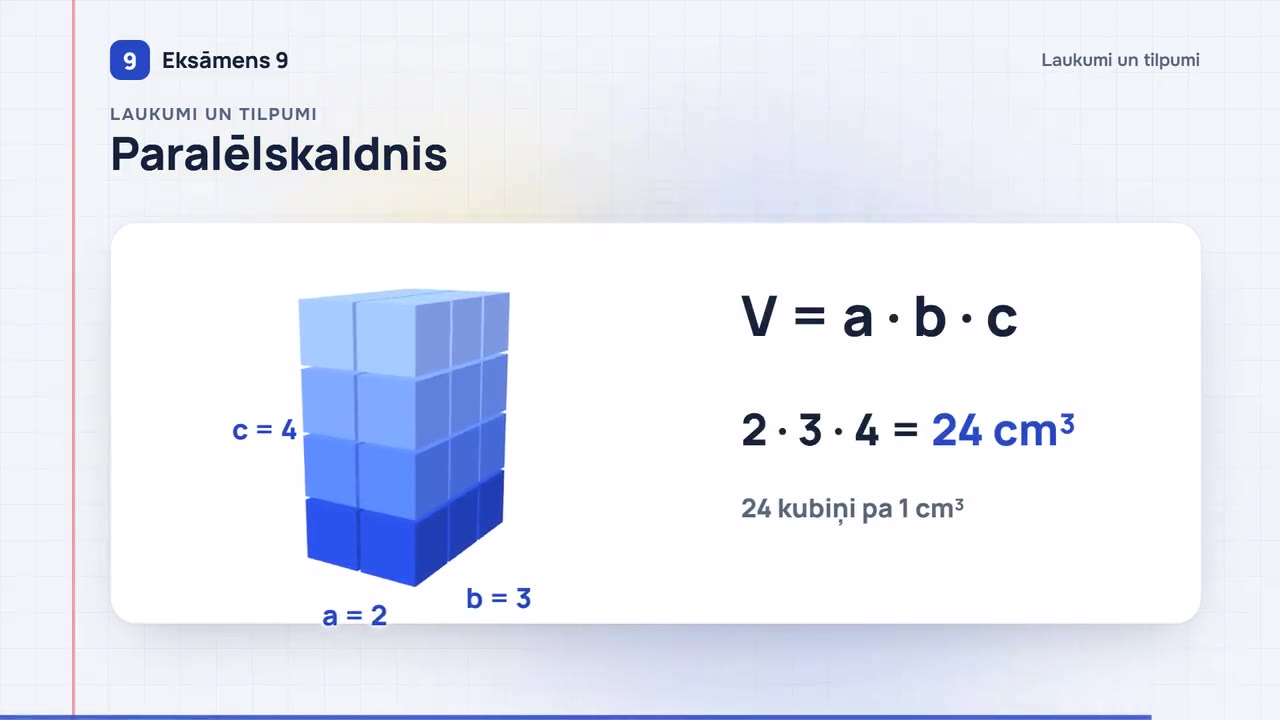 9 Eksāmens 9
Laukumi un tilpumi
LAUKUMI UN TILPUMI
Paralēlskaldnis
V = a · b · c
c = 4
2 · 3 · 4 = 24 cm³
24 kubiņi pa 1 cm³
b = 3
a = 2